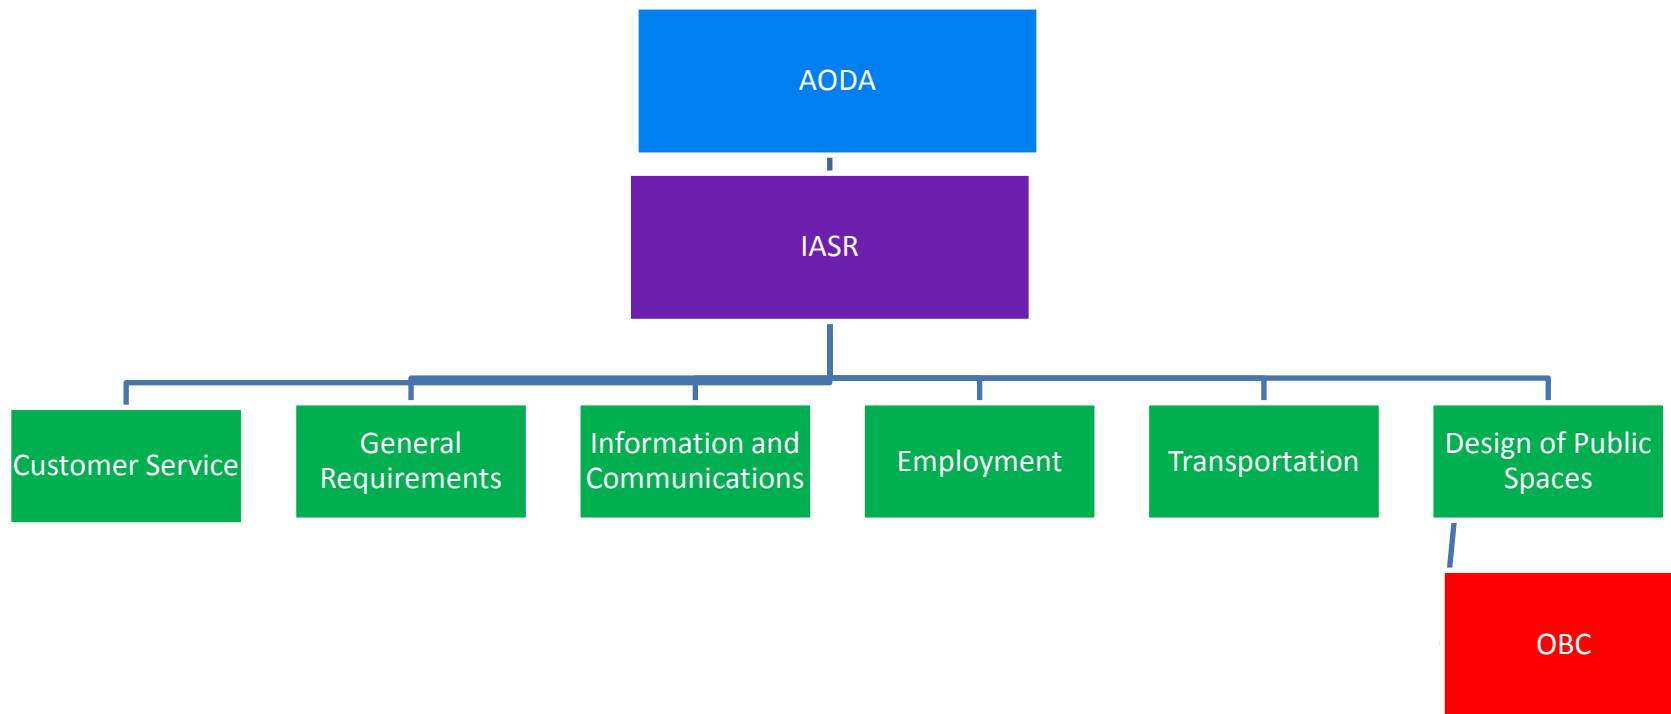 AODA
IASR
Customer Service
General
Requirements
Information and
Communications
Employment
Transportation
Design of Public
Spaces
OBC